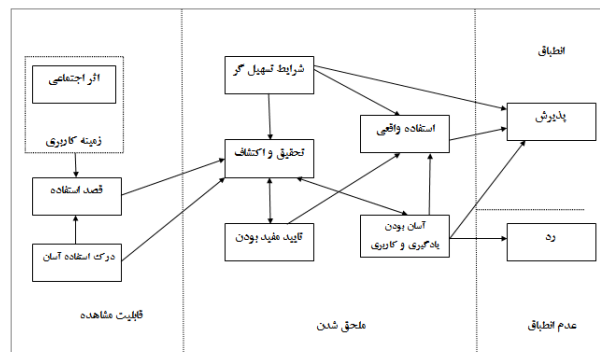 انطباق
شرایط تسهیل گر
اثر اجتماعی
پذیرش
استفاده واقعی
زمینه کاربری
تحقیق و اکتشاف
قصد استفاده
آسان بودن
یادگیری و کاربری
تایید مفید بودن
رد
درک استفاده آسان
قابلیت مشاهده
ملحق شدن
عدم انطباق